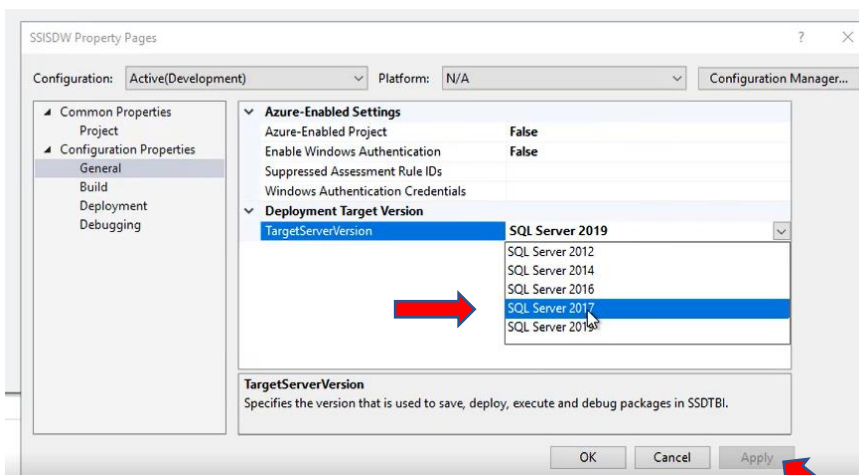 SSISDW Property Pages ? ×
Configuration: Active(Development) Platform: N/A Configuration Manager...
Common Properties
Project
Configuration Properties
General
Build
Deployment
Debugging
Azure-Enabled Settings
Azure-Enabled Project False
Enable Windows Authentication False
Suppressed Assessment Rule IDs
Windows Authentication Credentials
Deployment Target Version
TargetServerVersion SQL Server 2019
SQL Server 2012
SQL Server 2014
SQL Server 2016
SQL Server 2017
SQL Server 2019
TargetServerVersion
Specifies the version that is used to save, deploy, execute and debug packages in SSDTBI.
OK Cancel Apply